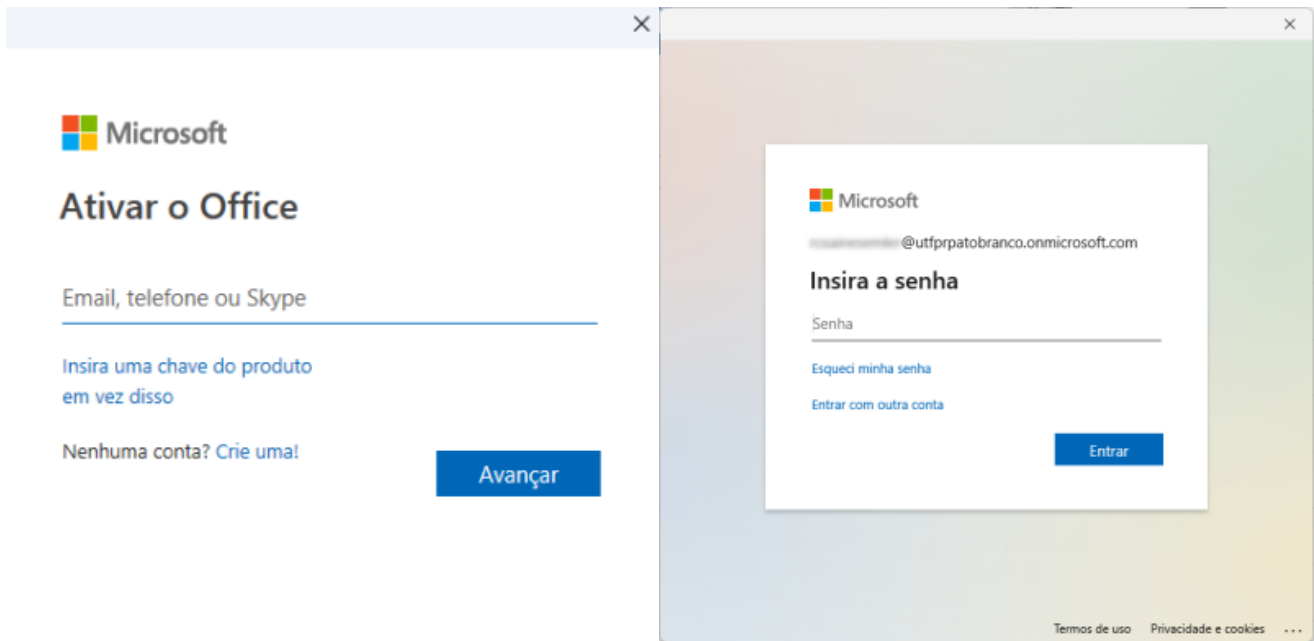 Microsoft
Ativar o Office
Email, telefone ou Skype
Insira uma chave do produto
em vez disso
Nenhuma conta? Crie uma!
Avançar
Microsoft
@utfprpatobranco.onmicrosoft.com
Insira a senha
Senha
Esqueci minha senha
Entrar com outra conta
Entrar
Termos de uso Privacidade e cookies ...